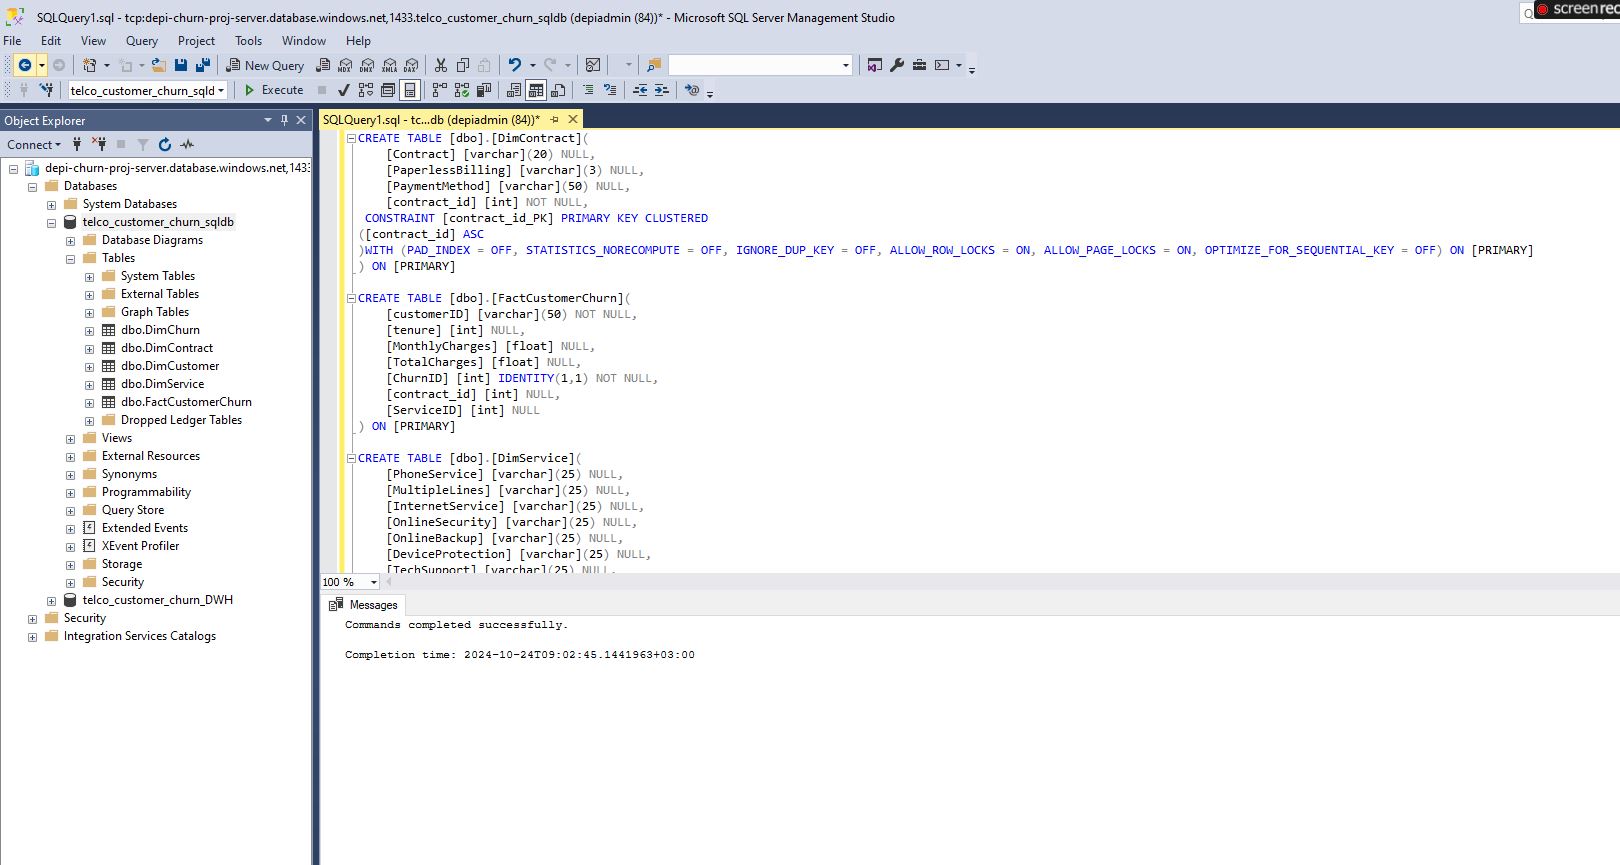 SQLQuery1.sql - tcp:depi-churn-proj-server.database.windows.net,1433.telco_customer_churn_sqldb (depiadmin (84))* - Microsoft SQL Server Management Studio
screenrec
File Edit View Query Project Tools Window Help
New Query MDX DMX XMLA DAX
telco_customer_churn_sqld Execute
Object Explorer
Connect
depi-churn-proj-server.database.windows.net,1433
Databases
System Databases
telco_customer_churn_sqldb
Database Diagrams
Tables
System Tables
External Tables
Graph Tables
dbo.DimChurn
dbo.DimContract
dbo.DimCustomer
dbo.DimService
dbo.FactCustomerChurn
Dropped Ledger Tables
Views
External Resources
Synonyms
Programmability
Query Store
Extended Events
XEvent Profiler
Storage
Security
telco_customer_churn_DWH
Security
Integration Services Catalogs
SQLQuery1.sql - tc...db (depiadmin (84))*
CREATE TABLE [dbo].[DimContract](
[Contract] [varchar](20) NULL,
[PaperlessBilling] [varchar](3) NULL,
[PaymentMethod] [varchar](50) NULL,
[contract_id] [int] NOT NULL,
CONSTRAINT [contract_id_PK] PRIMARY KEY CLUSTERED
([contract_id] ASC
)WITH (PAD_INDEX = OFF, STATISTICS_NORECOMPUTE = OFF, IGNORE_DUP_KEY = OFF, ALLOW_ROW_LOCKS = ON, ALLOW_PAGE_LOCKS = ON, OPTIMIZE_FOR_SEQUENTIAL_KEY = OFF) ON [PRIMARY]
) ON [PRIMARY]
CREATE TABLE [dbo].[FactCustomerChurn](
[customerID] [varchar](50) NOT NULL,
[tenure] [int] NULL,
[MonthlyCharges] [float] NULL,
[TotalCharges] [float] NULL,
[ChurnID] [int] IDENTITY(1,1) NOT NULL,
[contract_id] [int] NULL,
[ServiceID] [int] NULL
) ON [PRIMARY]
CREATE TABLE [dbo].[DimService](
[PhoneService] [varchar](25) NULL,
[MultipleLines] [varchar](25) NULL,
[InternetService] [varchar](25) NULL,
[OnlineSecurity] [varchar](25) NULL,
[OnlineBackup] [varchar](25) NULL,
[DeviceProtection] [varchar](25) NULL,
[TechSupport] [varchar](25) NULL,
100 %
Messages
Commands completed successfully.
Completion time: 2024-10-24T09:02:45.1441963+03:00